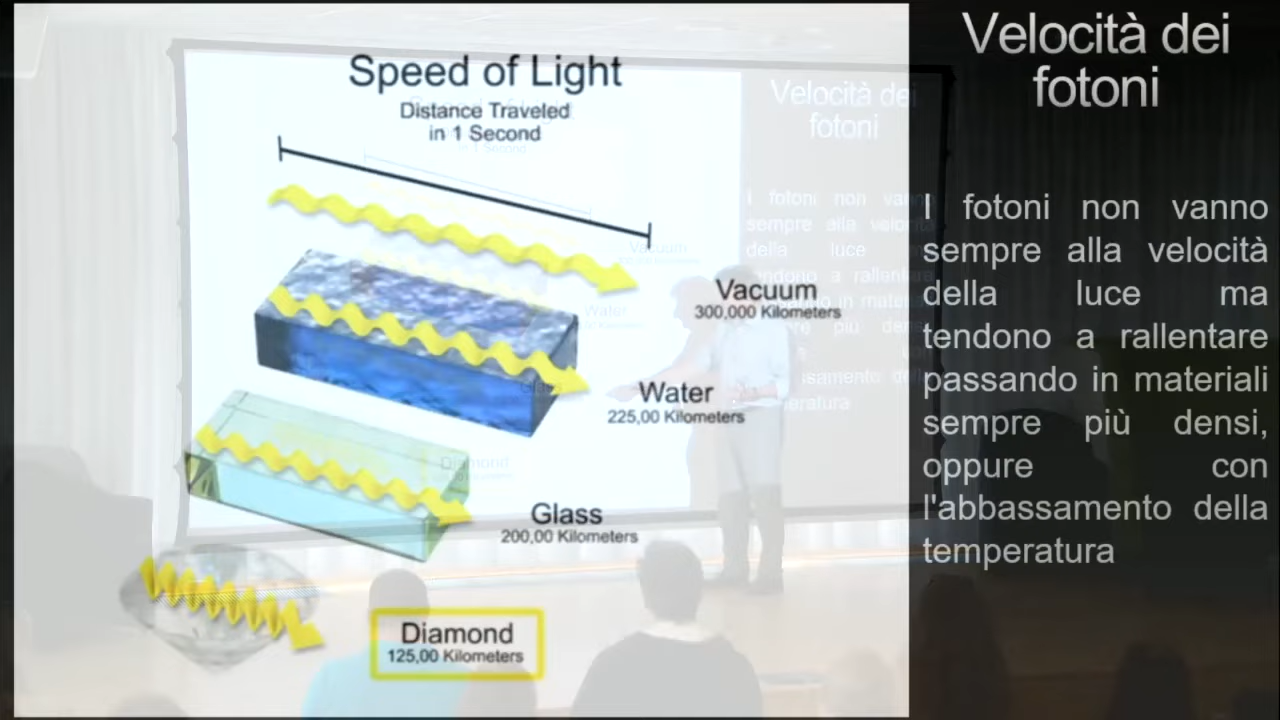 Speed of Light
Distance Traveled
in 1 Second
Vacuum
300,000 Kilometers
Water
225,00 Kilometers
Glass
200,00 Kilometers
Diamond
125,00 Kilometers
Velocità dei
fotoni
I fotoni non vanno
sempre alla velocità
della luce ma
tendono a rallentare
passando in materiali
sempre più densi,
oppure con
l'abbassamento della
temperatura